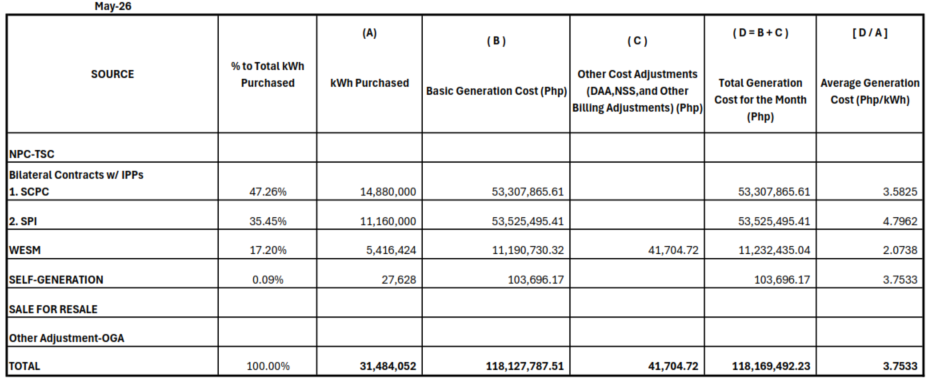 May-26
SOURCE | % to Total kWh Purchased | (A) kWh Purchased | ( B ) Basic Generation Cost (Php) | ( C ) Other Cost Adjustments (DAA,NSS,and Other Billing Adjustments) (Php) | ( D = B + C ) Total Generation Cost for the Month (Php) | [ D / A ] Average Generation Cost (Php/kWh)
NPC-TSC
Bilateral Contracts w/ IPPs
1. SCPC 47.26% 14,880,000 53,307,865.61 53,307,865.61 3.5825
2. SPI 35.45% 11,160,000 53,525,495.41 53,525,495.41 4.7962
WESM 17.20% 5,416,424 11,190,730.32 41,704.72 11,232,435.04 2.0738
SELF-GENERATION 0.09% 27,628 103,696.17 103,696.17 3.7533
SALE FOR RESALE
Other Adjustment-OGA
TOTAL 100.00% 31,484,052 118,127,787.51 41,704.72 118,169,492.23 3.7533